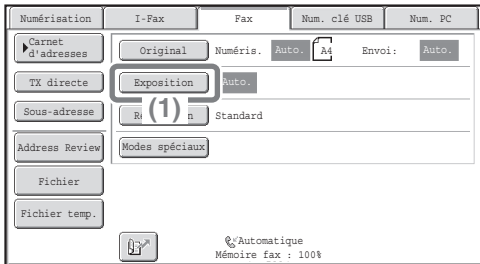 Numérisation I-Fax Fax Num. clé USB Num. PC
Carnet d'adresses
Original Numéris. Auto. A4 Envoi: Auto.
TX directe
Exposition Auto.
(1)
Sous-adresse
Standard
Address Review
Modes spéciaux
Fichier
Fichier temp.
Automatique
Mémoire fax : 100%